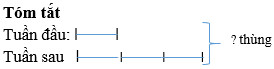 Tóm tắt
Tuần đầu:
? thùng
Tuần sau